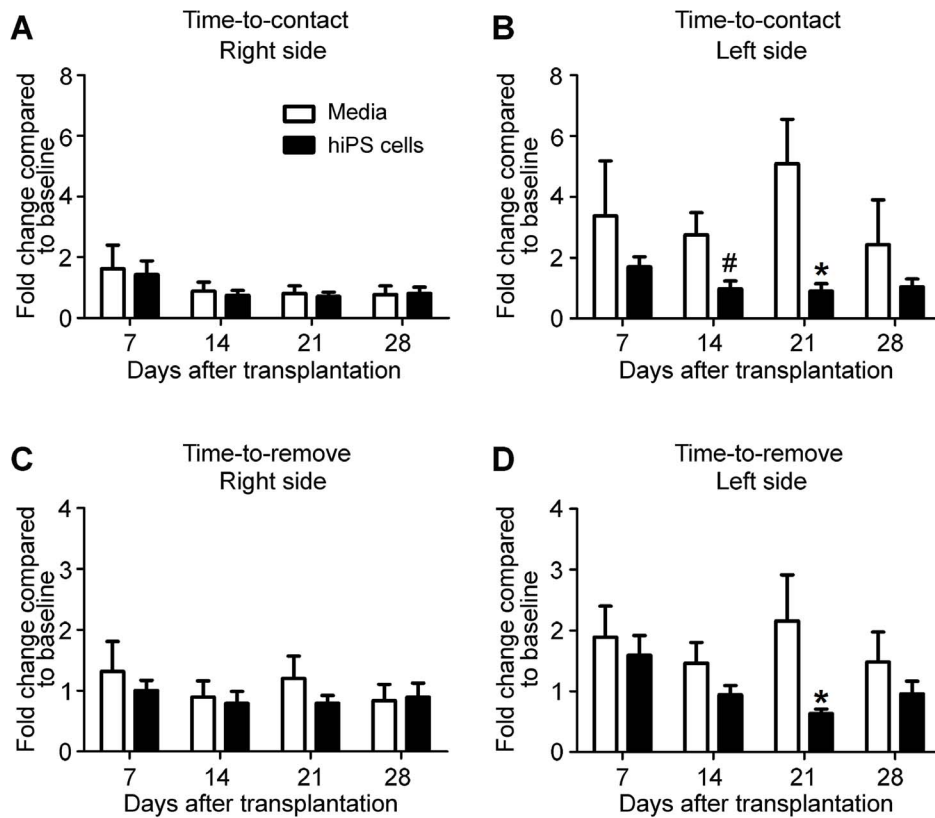 A
Time-to-contact
Right side
Fold change compared
to baseline
8
6
4
2
0
Media
hiPS cells
7 14 21 28
Days after transplantation
B
Time-to-contact
Left side
Fold change compared
to baseline
8
6
4
2
0
#
*
7 14 21 28
Days after transplantation
C
Time-to-remove
Right side
Fold change compared
to baseline
4
3
2
1
0
7 14 21 28
Days after transplantation
D
Time-to-remove
Left side
Fold change compared
to baseline
4
3
2
1
0
*
7 14 21 28
Days after transplantation